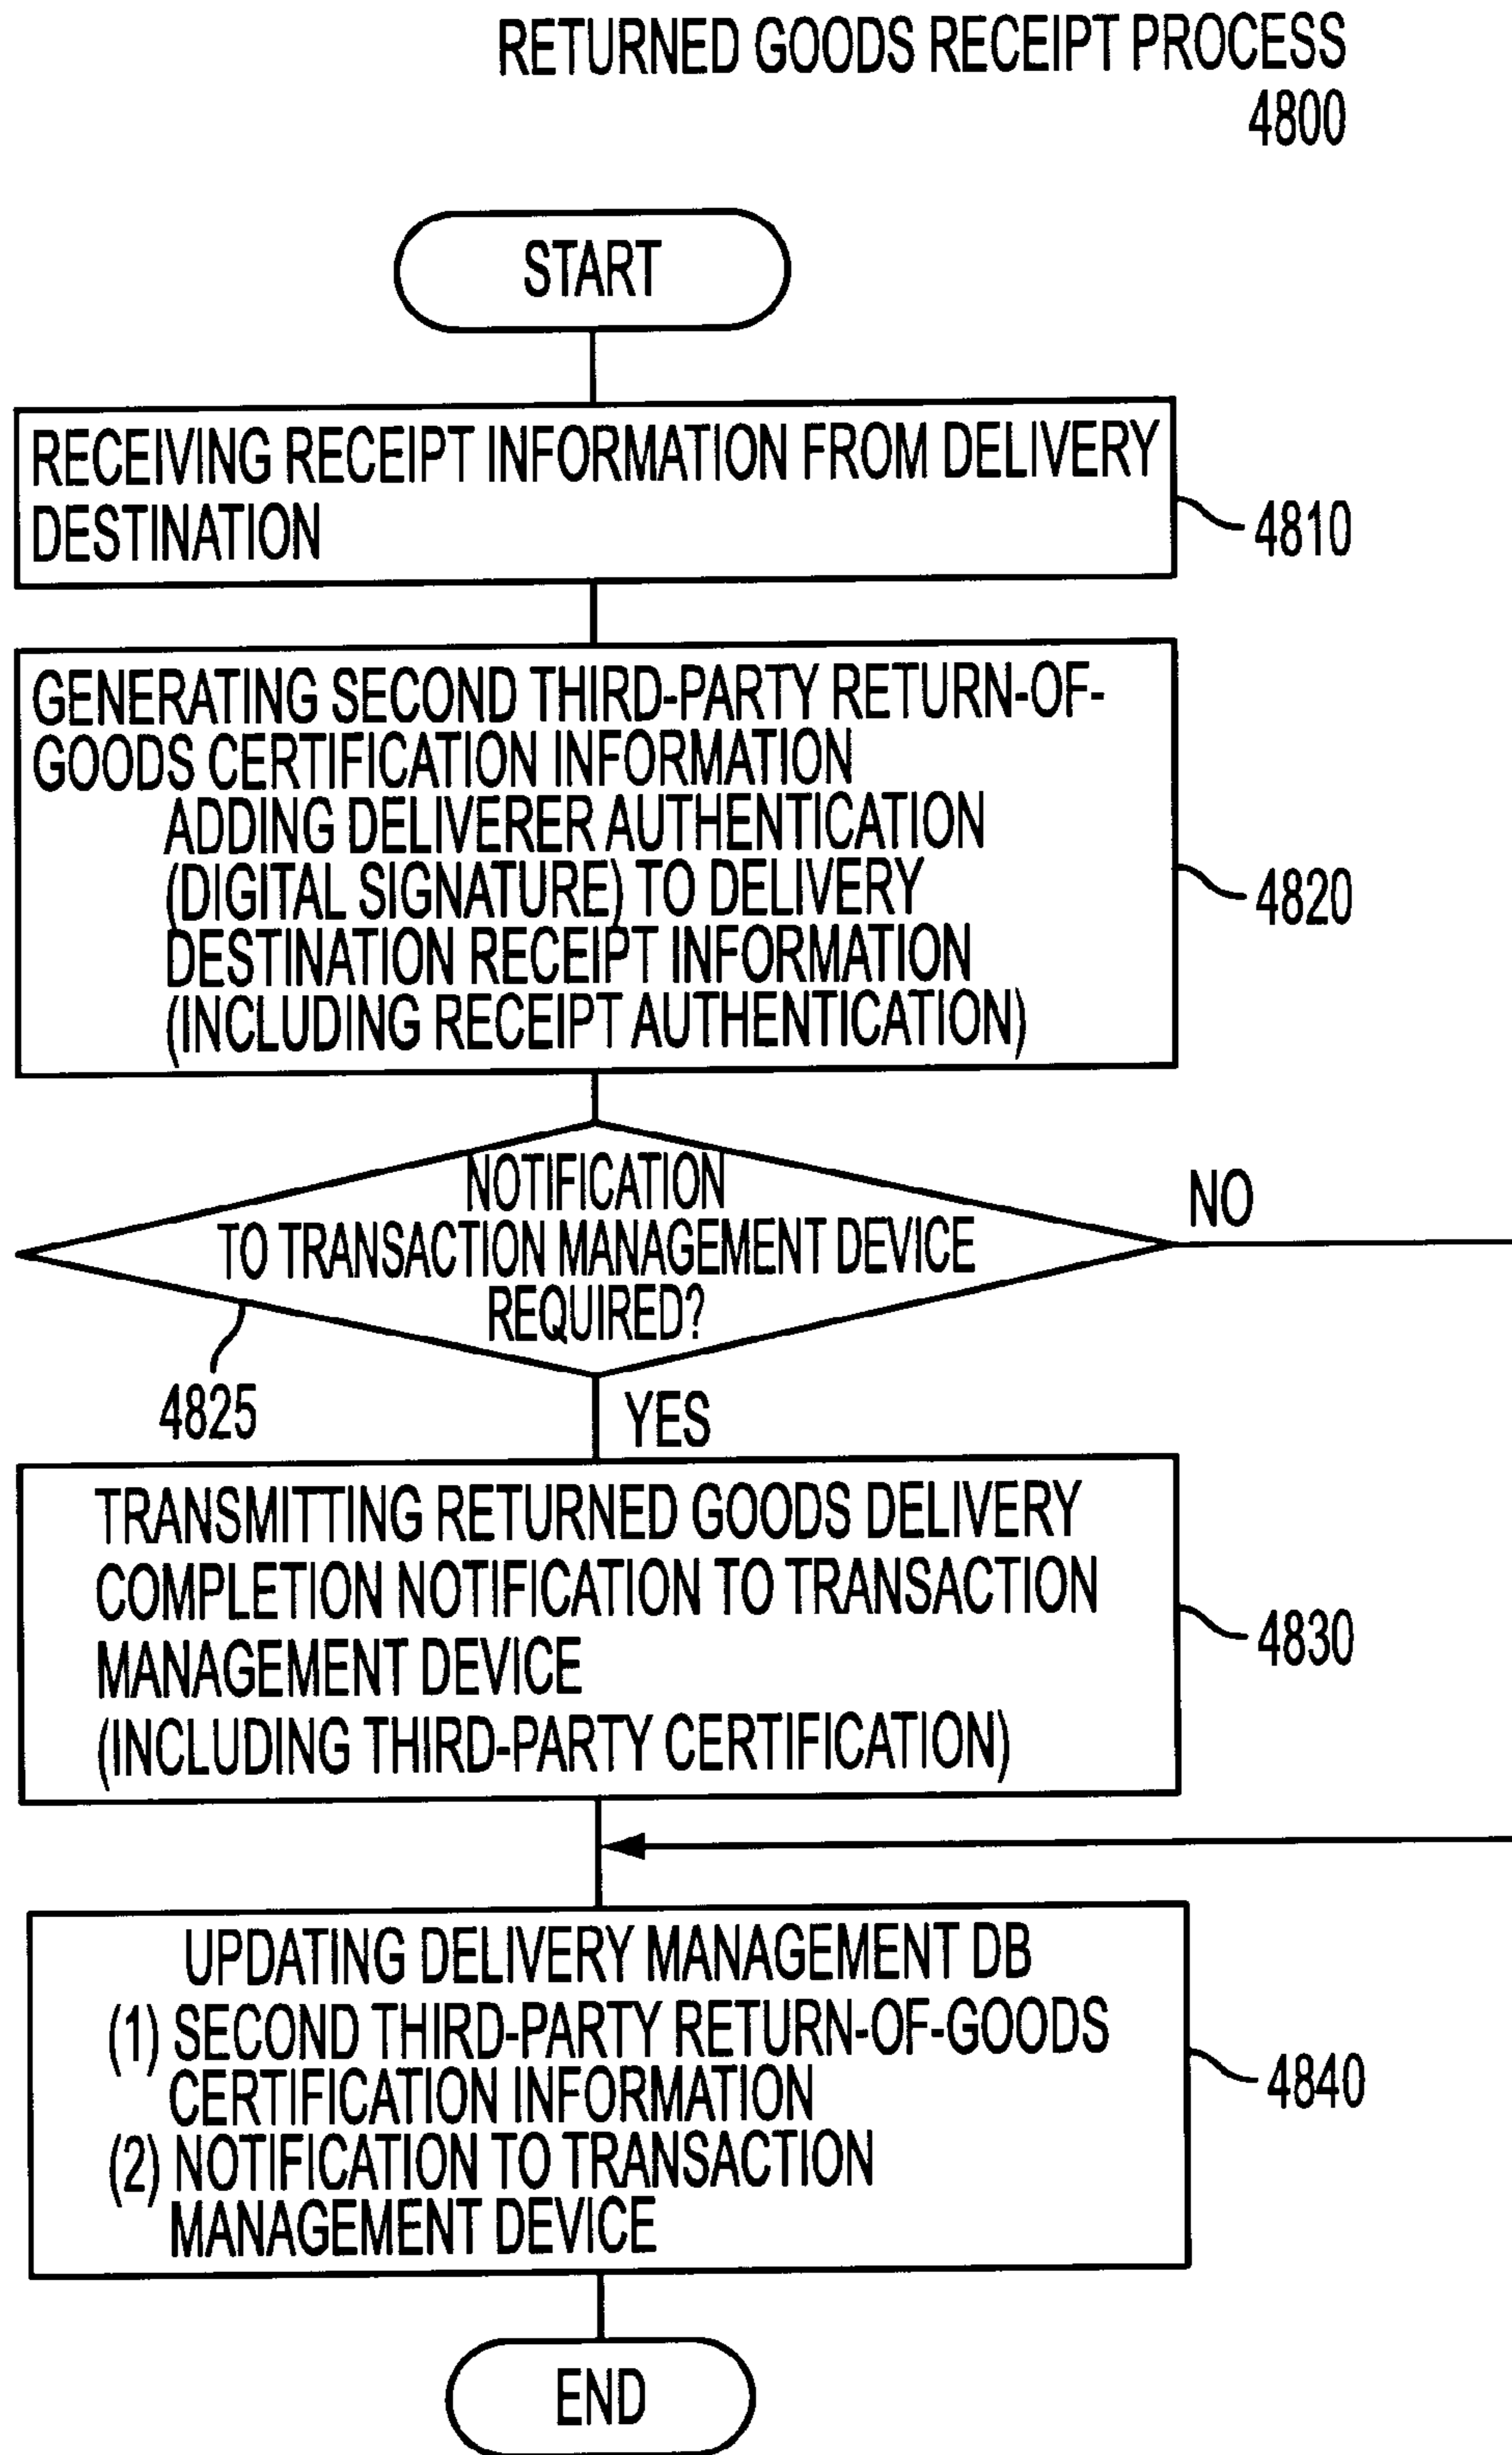 RETURNED GOODS RECEIPT PROCESS
4800
START
RECEIVING RECEIPT INFORMATION FROM DELIVERY
DESTINATION
4810
GENERATING SECOND THIRD-PARTY RETURN-OF-
GOODS CERTIFICATION INFORMATION
ADDING DELIVERER AUTHENTICATION
(DIGITAL SIGNATURE) TO DELIVERY
DESTINATION RECEIPT INFORMATION
(INCLUDING RECEIPT AUTHENTICATION)
4820
NOTIFICATION
TO TRANSACTION MANAGEMENT DEVICE
REQUIRED?
NO
4825
YES
TRANSMITTING RETURNED GOODS DELIVERY
COMPLETION NOTIFICATION TO TRANSACTION
MANAGEMENT DEVICE
(INCLUDING THIRD-PARTY CERTIFICATION)
4830
UPDATING DELIVERY MANAGEMENT DB
(1) SECOND THIRD-PARTY RETURN-OF-GOODS
CERTIFICATION INFORMATION
(2) NOTIFICATION TO TRANSACTION
MANAGEMENT DEVICE
4840
END